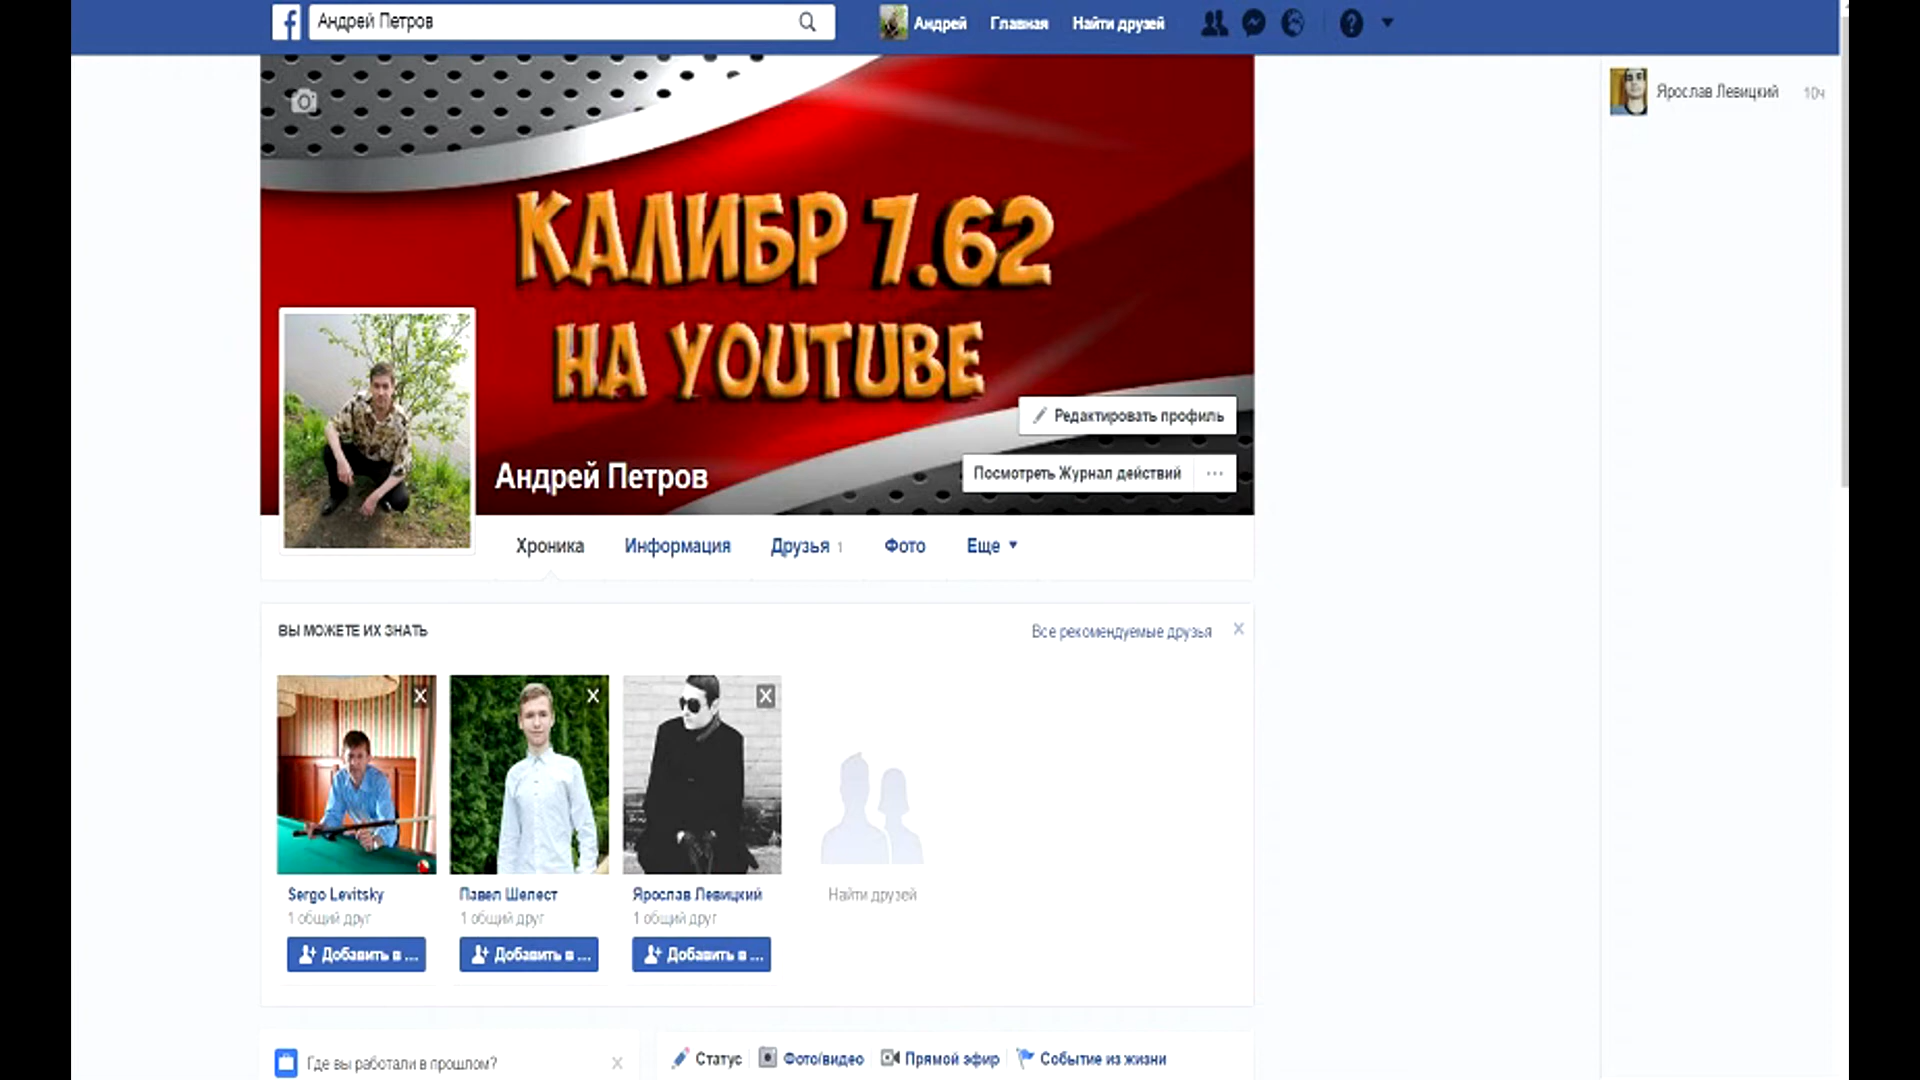 Андрей Петров
Андрей
Главная
Найти друзей
Ярослав Левицкий
10ч
КАЛИБР 7.62
НА YOUTUBE
Редактировать профиль
Андрей Петров
Посмотреть Журнал действий
Хроника
Информация
Друзья 1
Фото
Еще
ВЫ МОЖЕТЕ ИХ ЗНАТЬ
Все рекомендуемые друзья
Sergo Levitsky
1 общий друг
Добавить в ...
Павел Шелест
1 общий друг
Добавить в ...
Ярослав Левицкий
1 общий друг
Добавить в ...
Найти друзей
Где вы работали в прошлом?
Статус
Фото/видео
Прямой эфир
Событие из жизни